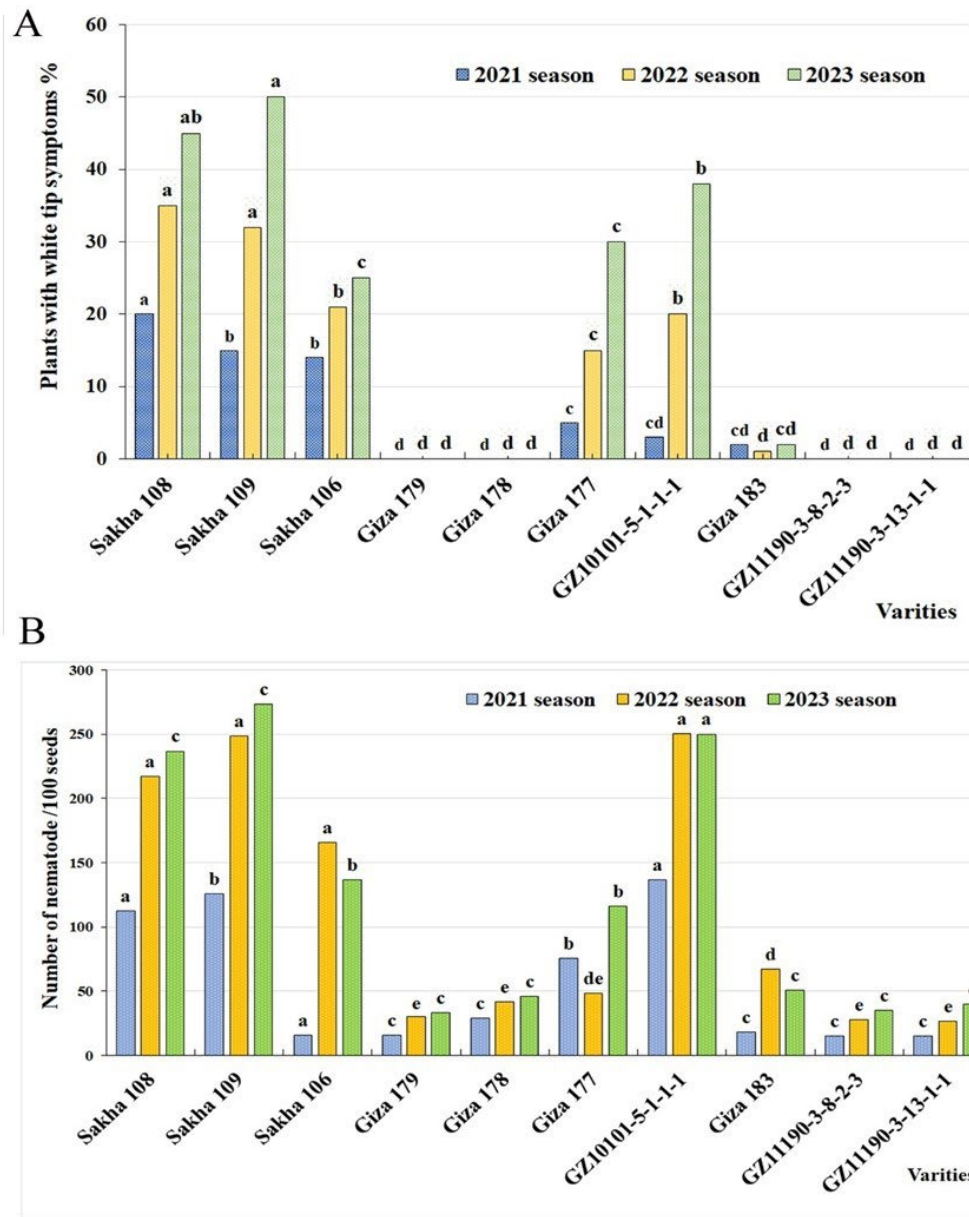 A
Plants with white tip symptoms %
60
50
40
30
20
10
0
2021 season 2022 season 2023 season
a a ab
b a a
b b c
d d d
d d d
c c c
cd b b
cd d cd
d d d
d d d
Sakha 108
Sakha 109
Sakha 106
Giza 179
Giza 178
Giza 177
GZ10101-5-1-1-1
Giza 183
GZ11190-3-8-2-3
GZ11190-3-13-1-1
Varities
B
Number of nematode /100 seeds
300
250
200
150
100
50
0
2021 season 2022 season 2023 season
a a c
b a c
a a b
c e c
c e c
b de b
a a a
c d c
c e c
c e
Sakha 108
Sakha 109
Sakha 106
Giza 179
Giza 178
Giza 177
GZ10101-5-1-1-1
Giza 183
GZ11190-3-8-2-3
GZ11190-3-13-1-1
Varities